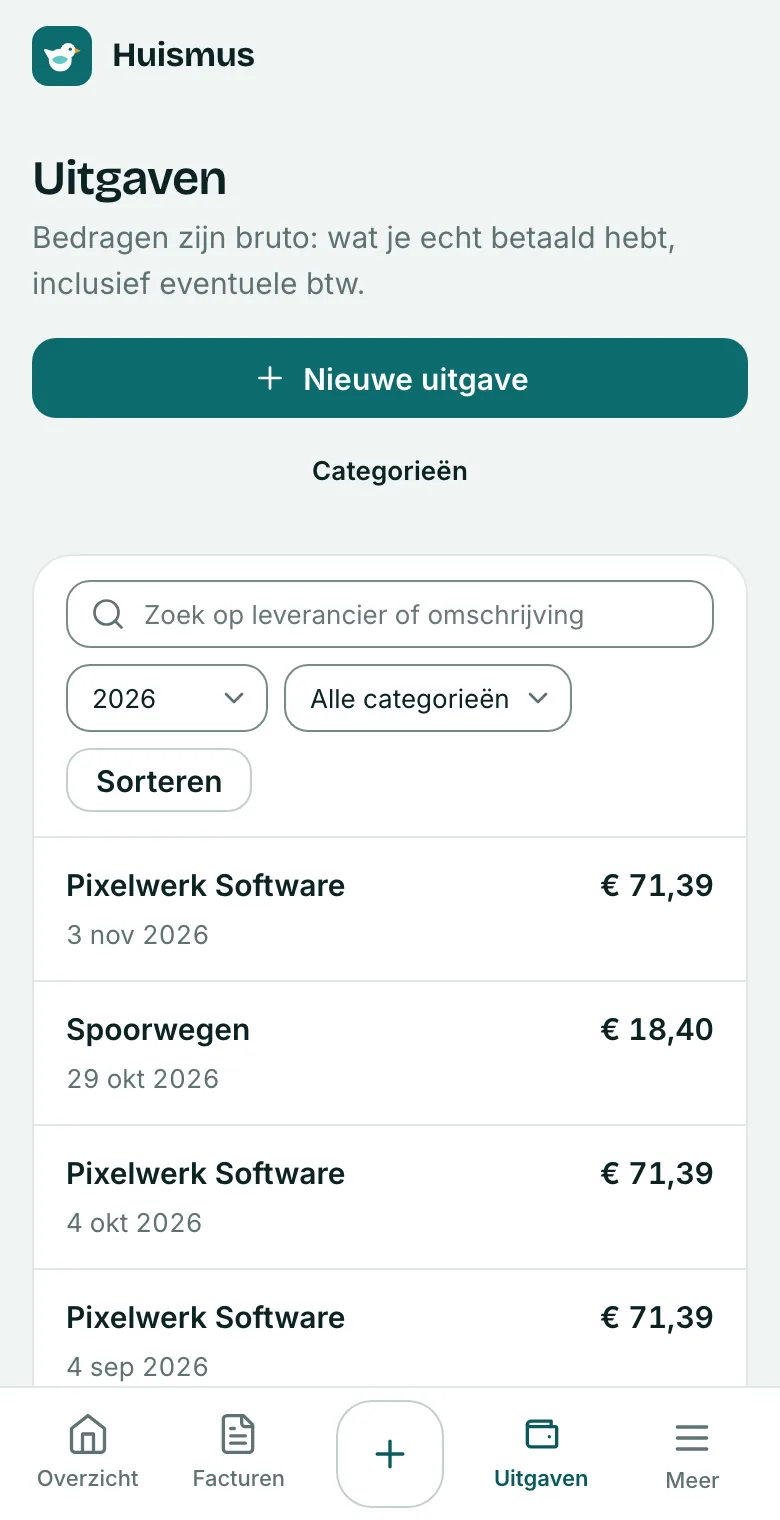 Huismus
Uitgaven
Bedragen zijn bruto: wat je echt betaald hebt,
inclusief eventuele btw.
Nieuwe uitgave
Categorieën
Zoek op leverancier of omschrijving
2026
Alle categorieën
Sorteren
Pixelwerk Software
€ 71,39
3 nov 2026
Spoorwegen
€ 18,40
29 okt 2026
Pixelwerk Software
€ 71,39
4 okt 2026
Pixelwerk Software
€ 71,39
4 sep 2026
Overzicht
Facturen
Uitgaven
Meer